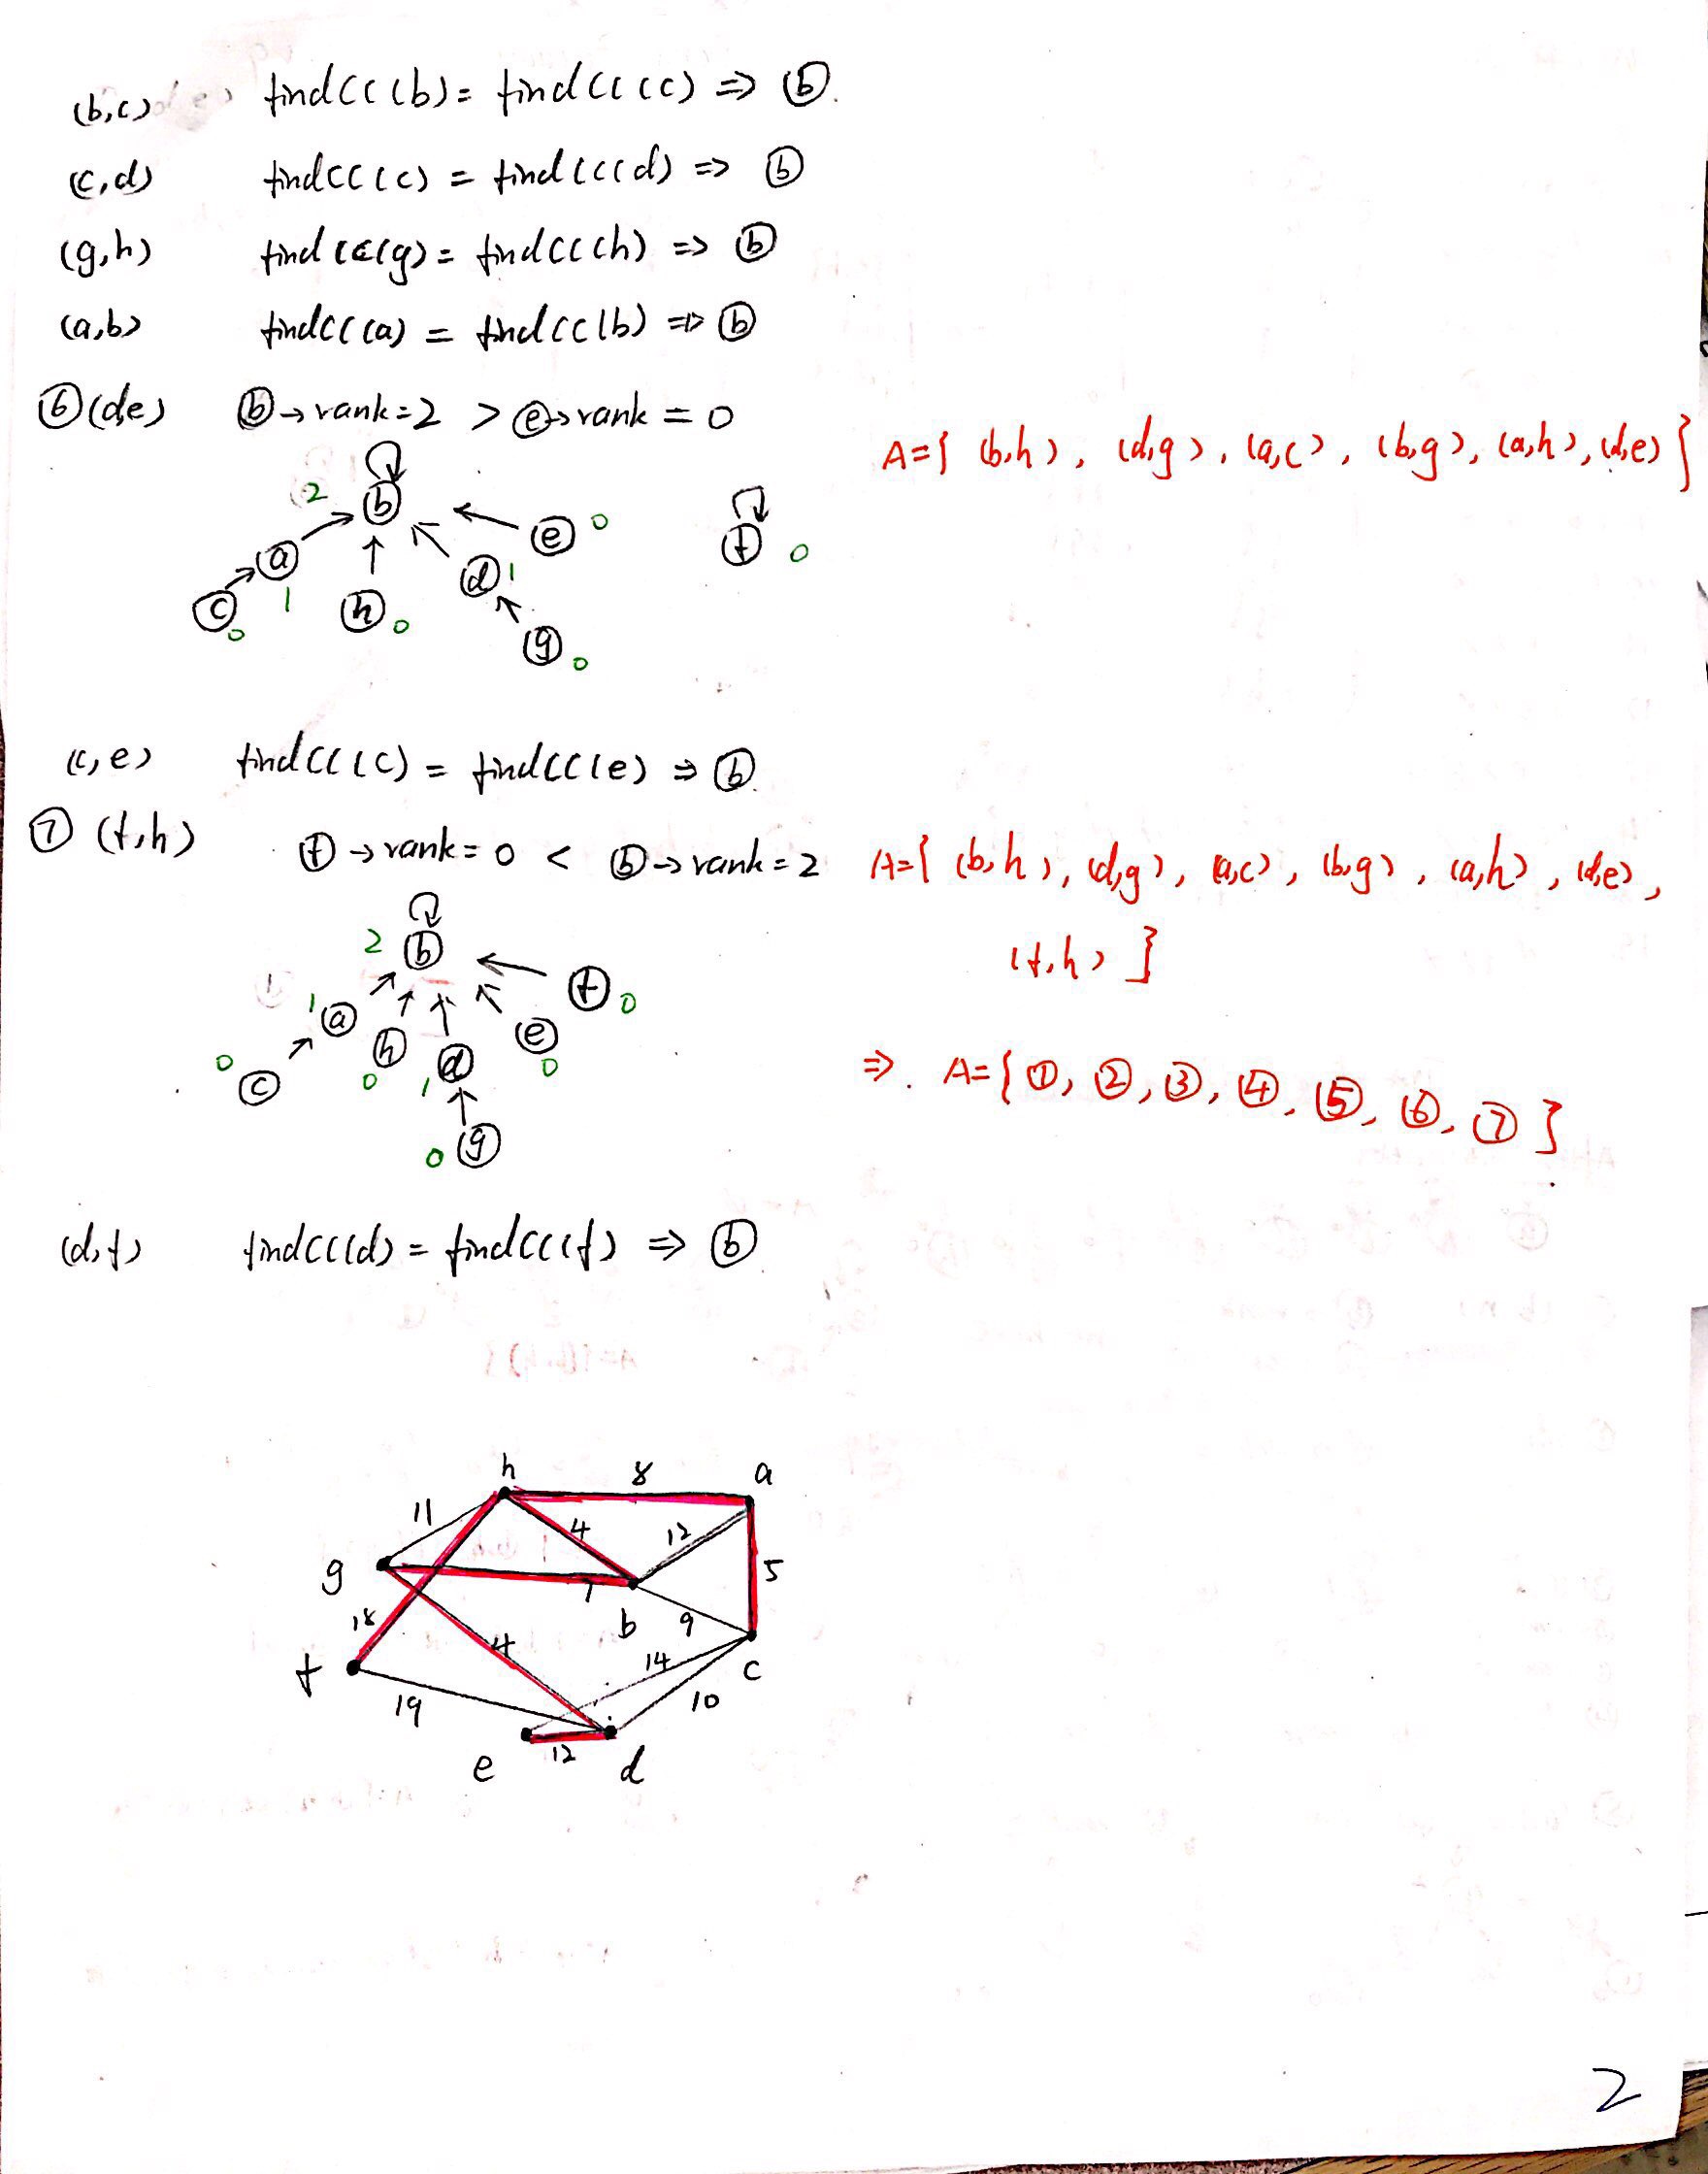 (b,c) findCC(b) = findCC(c) => ⓑ.
(c,d) findCC(c) = findCC(d) => ⓑ
(g,h) findCC(g) = findCC(h) => ⓑ
(a,b) findCC(a) = findCC(b) => ⓑ
⑥ (d,e) ⓑ→rank=2 > ⓔ→rank = 0
A={ (b,h), (d,g), (a,c), (b,g), (a,h), (d,e) }
2 ⓑ
ⓔ 0 ⓕ 0
ⓐ 1 ⓓ 1
ⓒ 0 ⓗ 0
ⓖ 0
(c,e) findCC(c) = findCC(e) => ⓑ
⑦ (f,h) ⓕ→rank=0 < ⓑ→rank=2
A={ (b,h), (d,g), (a,c), (b,g), (a,h), (d,e),
(f,h) }
2 ⓑ
1 ⓐ ⓕ 0
0 ⓒ ⓗ 0 1 ⓓ ⓔ 0
0 ⓖ
=>. A={ ①, ②, ③, ④, ⑤, ⑥, ⑦ }
(d,f) findCC(d) = findCC(f) => ⓑ
h 8 a
11 4 12
g 7 5
18 b 9
f 4 14 c
19 10
e 12 d
2